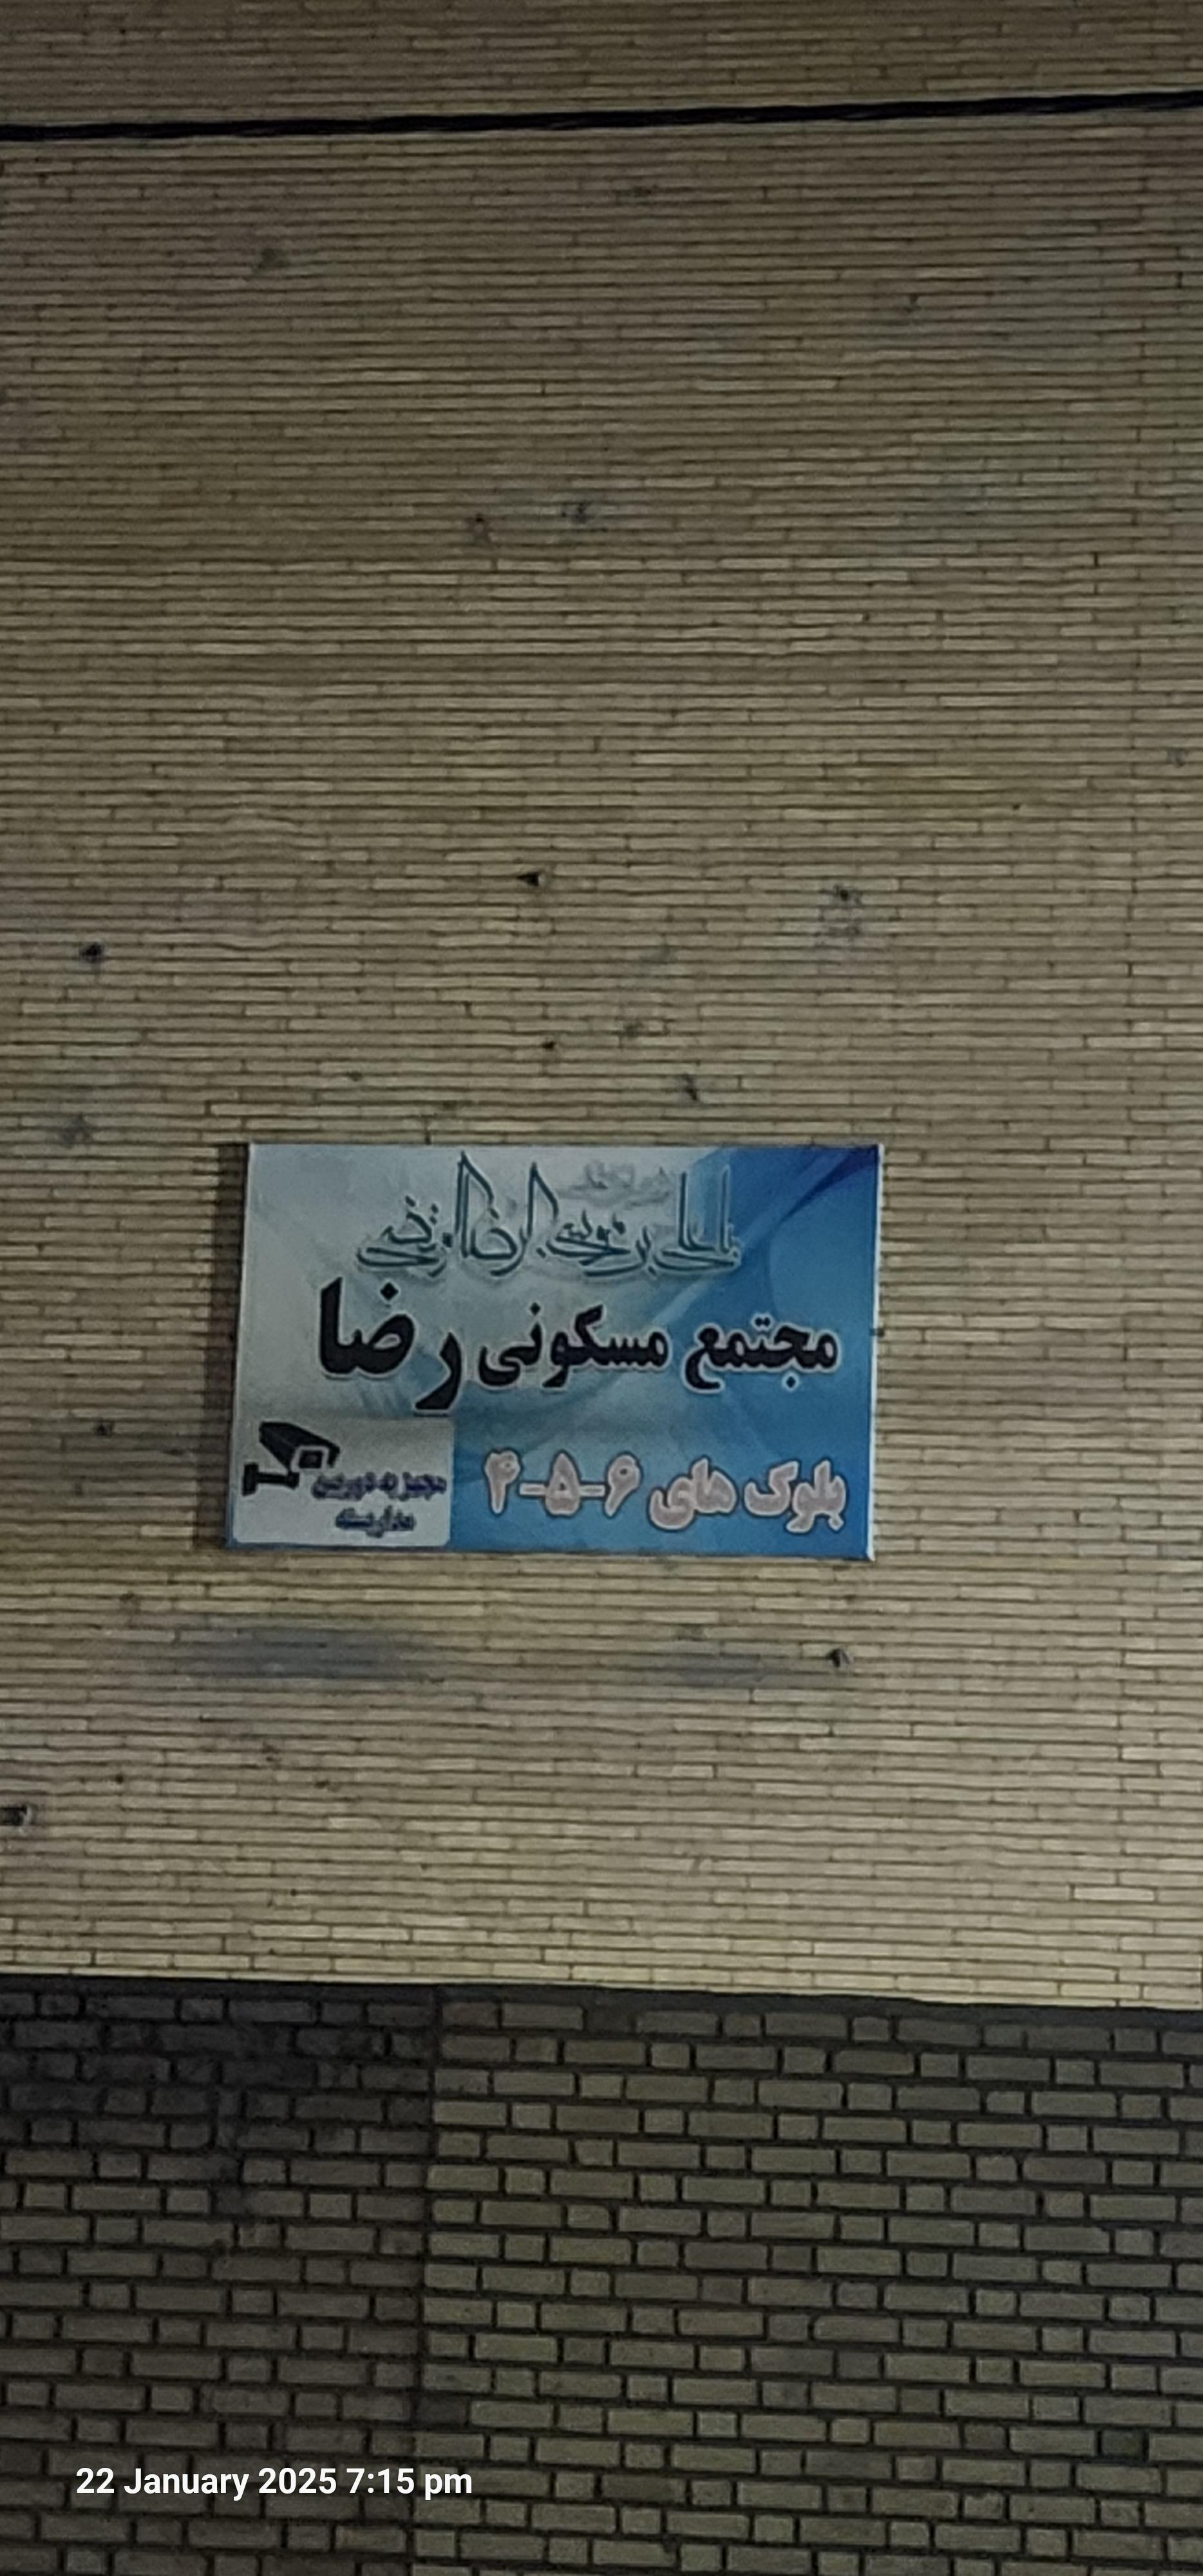 یا علی بن موسی الرضا المرتضی
مجتمع مسکونی رضا
بلوک های ۶-۵-۴
مجهز به دوربین
مداربسته
22 January 2025 7:15 pm